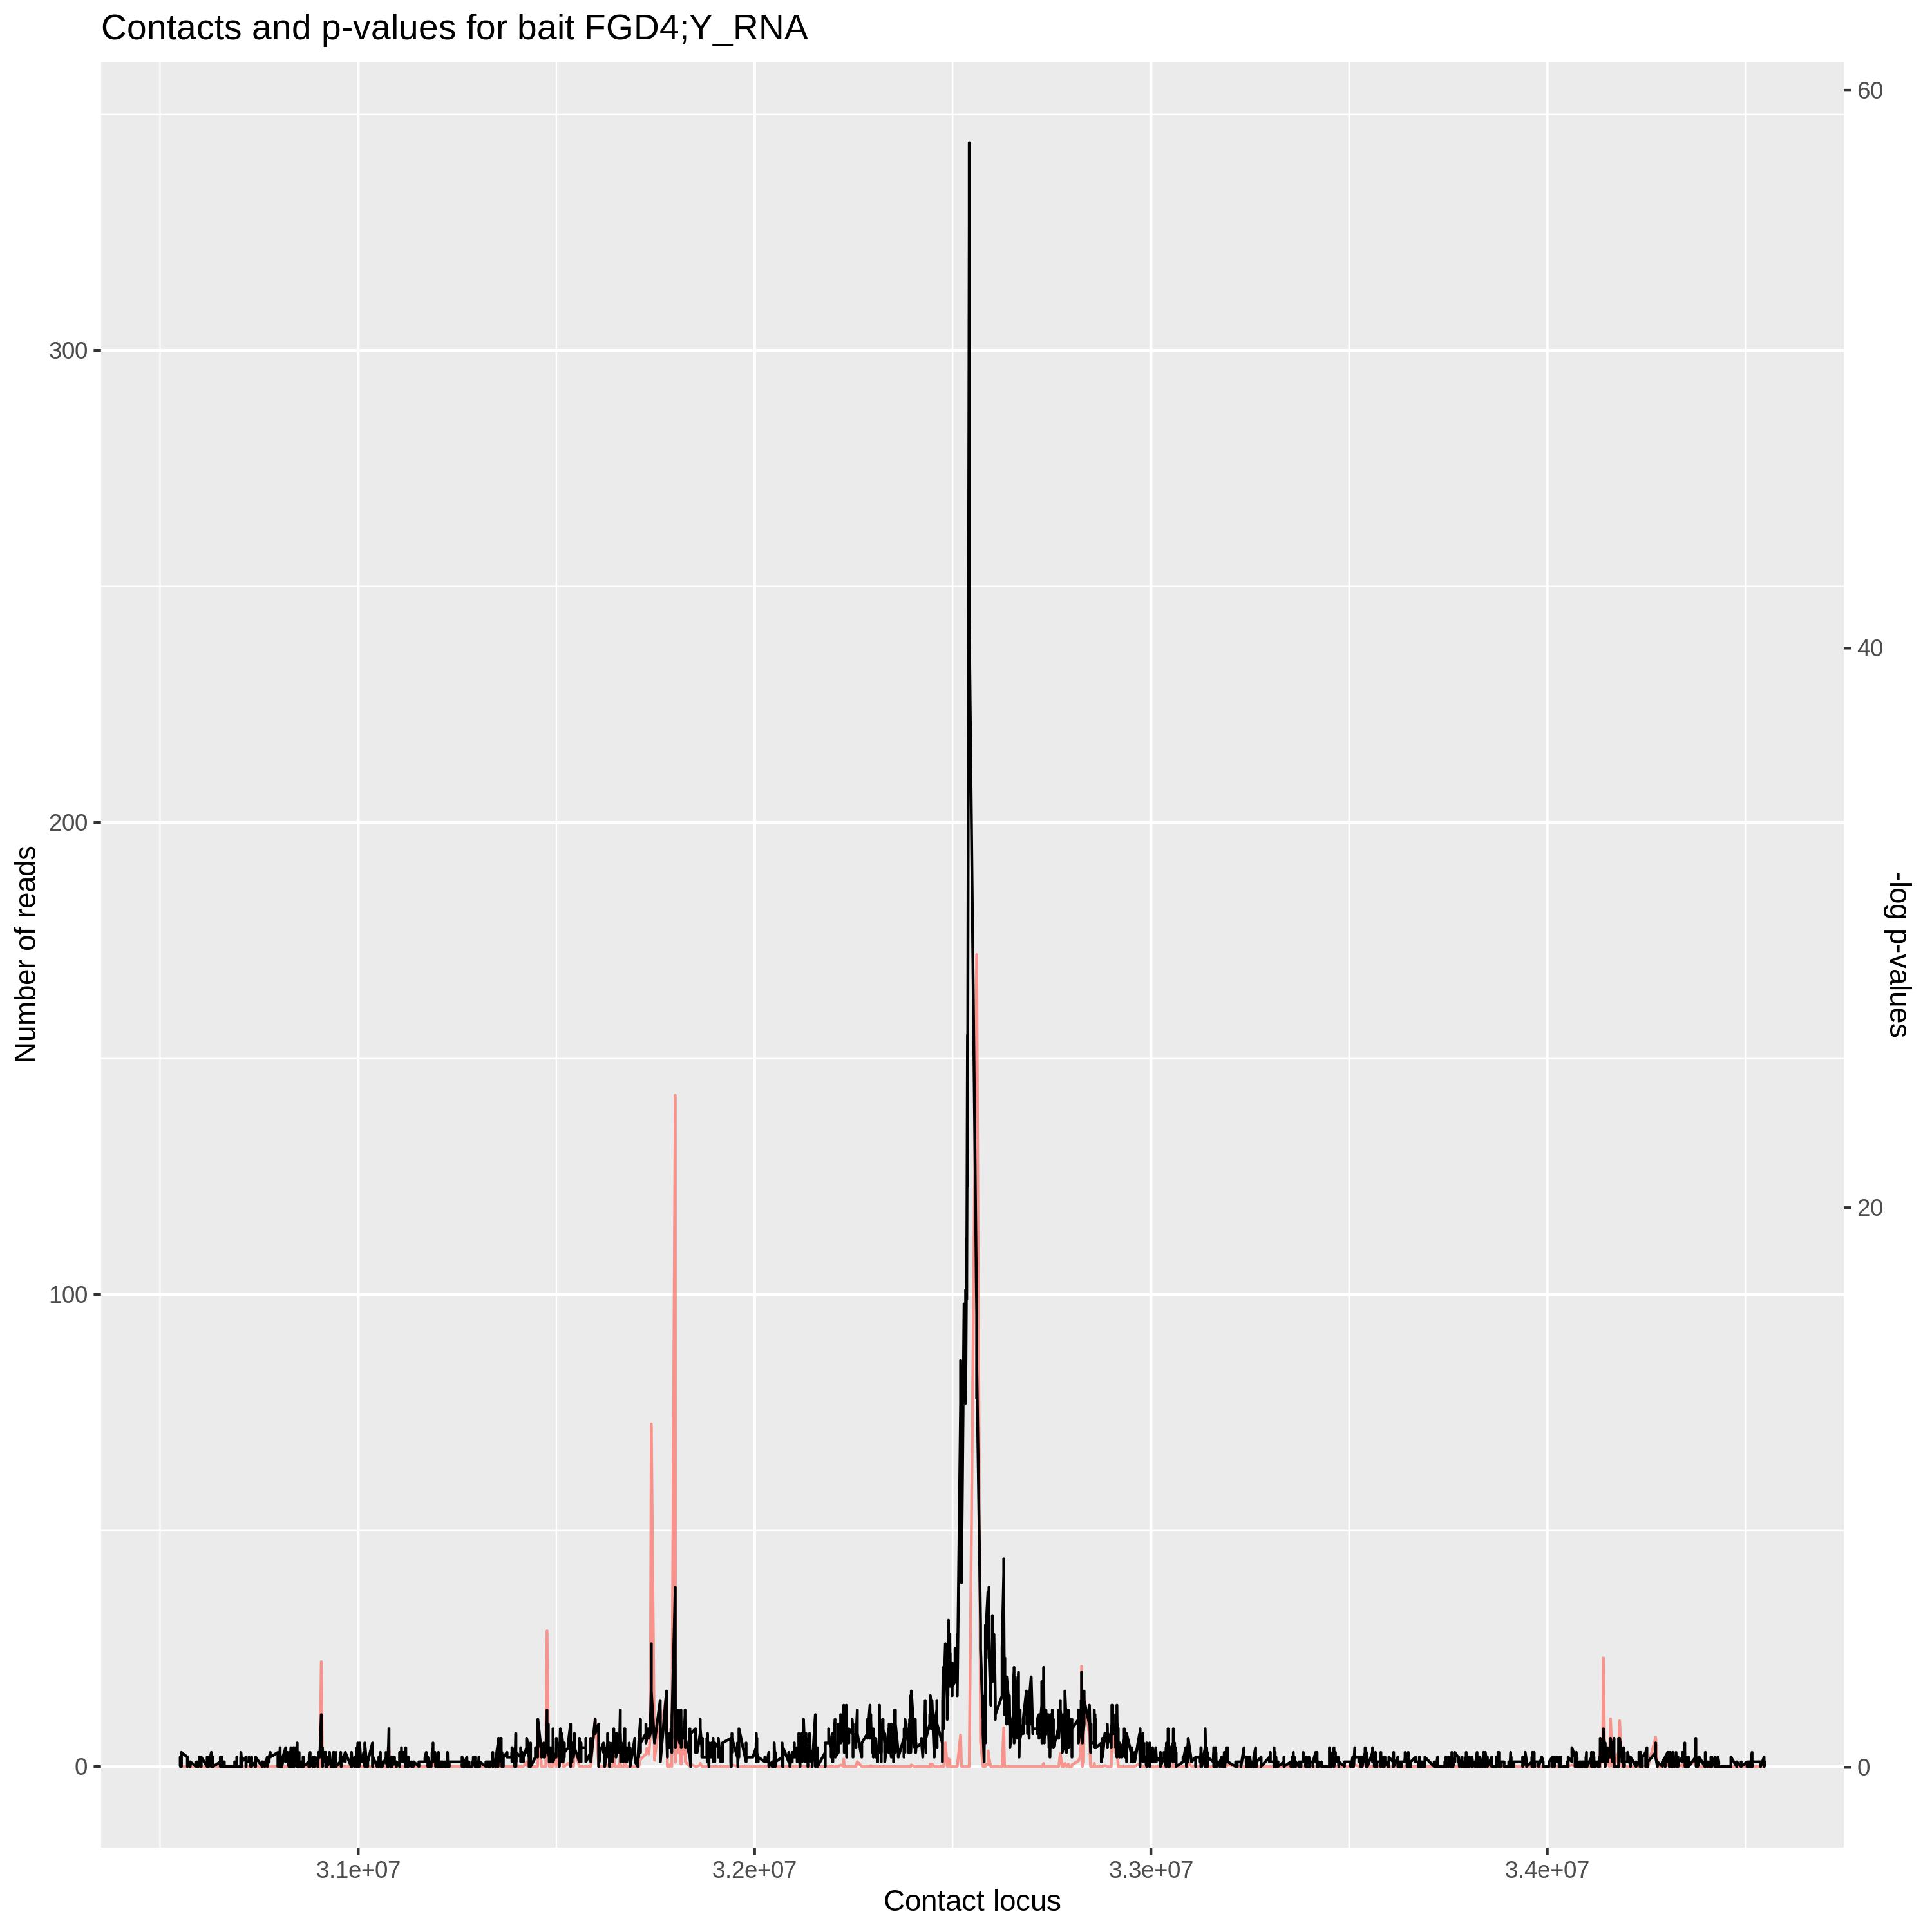 Contacts and p-values for bait FGD4;Y_RNA
Number of reads
300
200
100
0
60
40
20
0
-log p-values
3.1e+07
3.2e+07
3.3e+07
3.4e+07
Contact locus